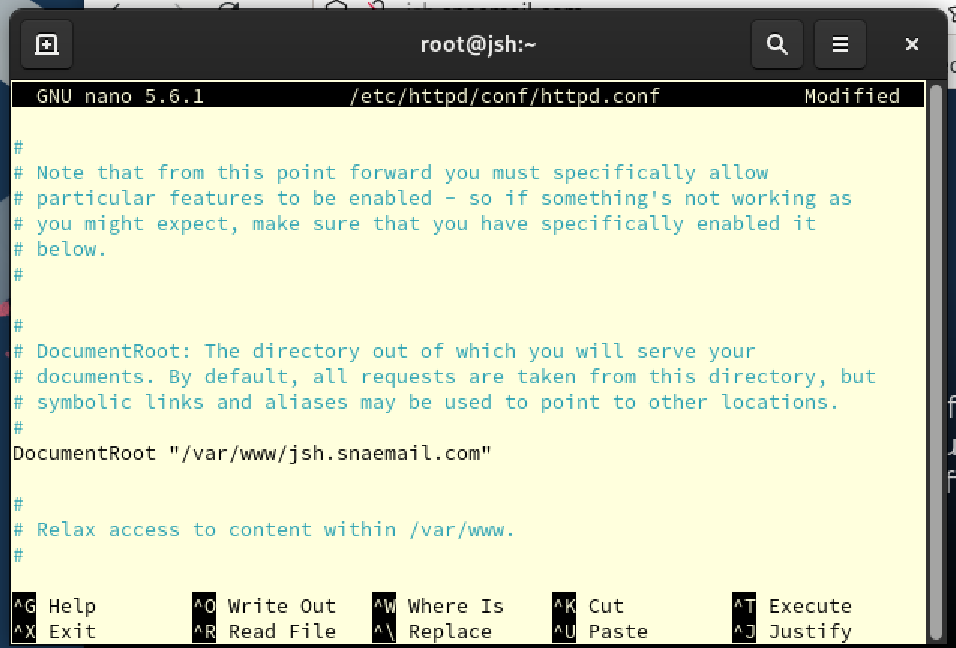 root@jsh:~
GNU nano 5.6.1 /etc/httpd/conf/httpd.conf Modified
#
# Note that from this point forward you must specifically allow
# particular features to be enabled - so if something's not working as
# you might expect, make sure that you have specifically enabled it
# below.
#
#
# DocumentRoot: The directory out of which you will serve your
# documents. By default, all requests are taken from this directory, but
# symbolic links and aliases may be used to point to other locations.
#
DocumentRoot "/var/www/jsh.snaemail.com"
#
# Relax access to content within /var/www.
#
^G Help ^O Write Out ^W Where Is ^K Cut ^T Execute
^X Exit ^R Read File ^\ Replace ^U Paste ^J Justify